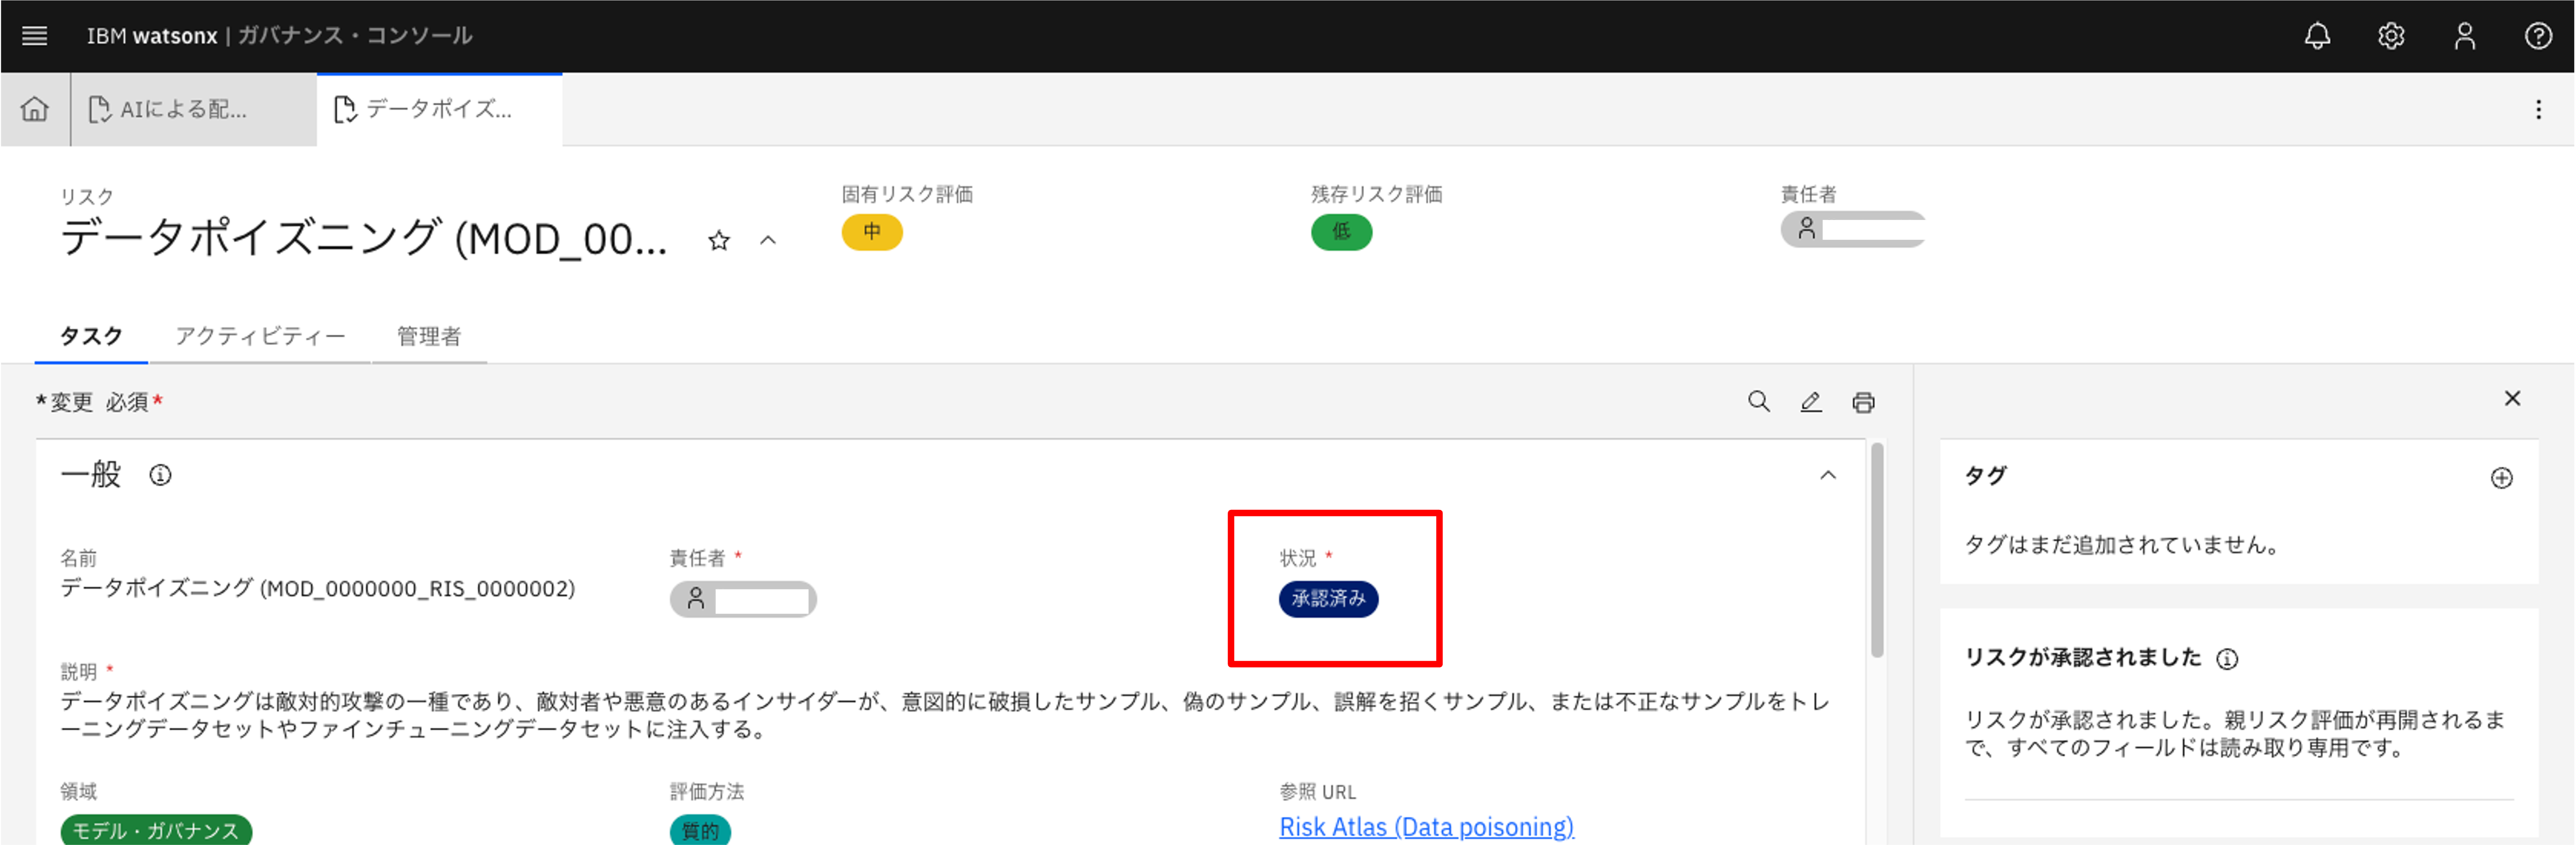 IBM watsonx | ガバナンス・コンソール
AIによる配...
データポイズ...
リスク
データポイズニング (MOD_00...
固有リスク評価
中
残存リスク評価
低
責任者
タスク
アクティビティー
管理者
*変更 必須*
一般
名前
データポイズニング (MOD_0000000_RIS_0000002)
責任者 *
状況 *
承認済み
説明 *
データポイズニングは敵対的攻撃の一種であり、敵対者や悪意のあるインサイダーが、意図的に破損したサンプル、偽のサンプル、誤解を招くサンプル、または不正なサンプルをトレ
ーニングデータセットやファインチューニングデータセットに注入する。
領域
モデル・ガバナンス
評価方法
質的
参照 URL
Risk Atlas (Data poisoning)
タグ
タグはまだ追加されていません。
リスクが承認されました
リスクが承認されました。親リスク評価が再開されるま
で、すべてのフィールドは読み取り専用です。